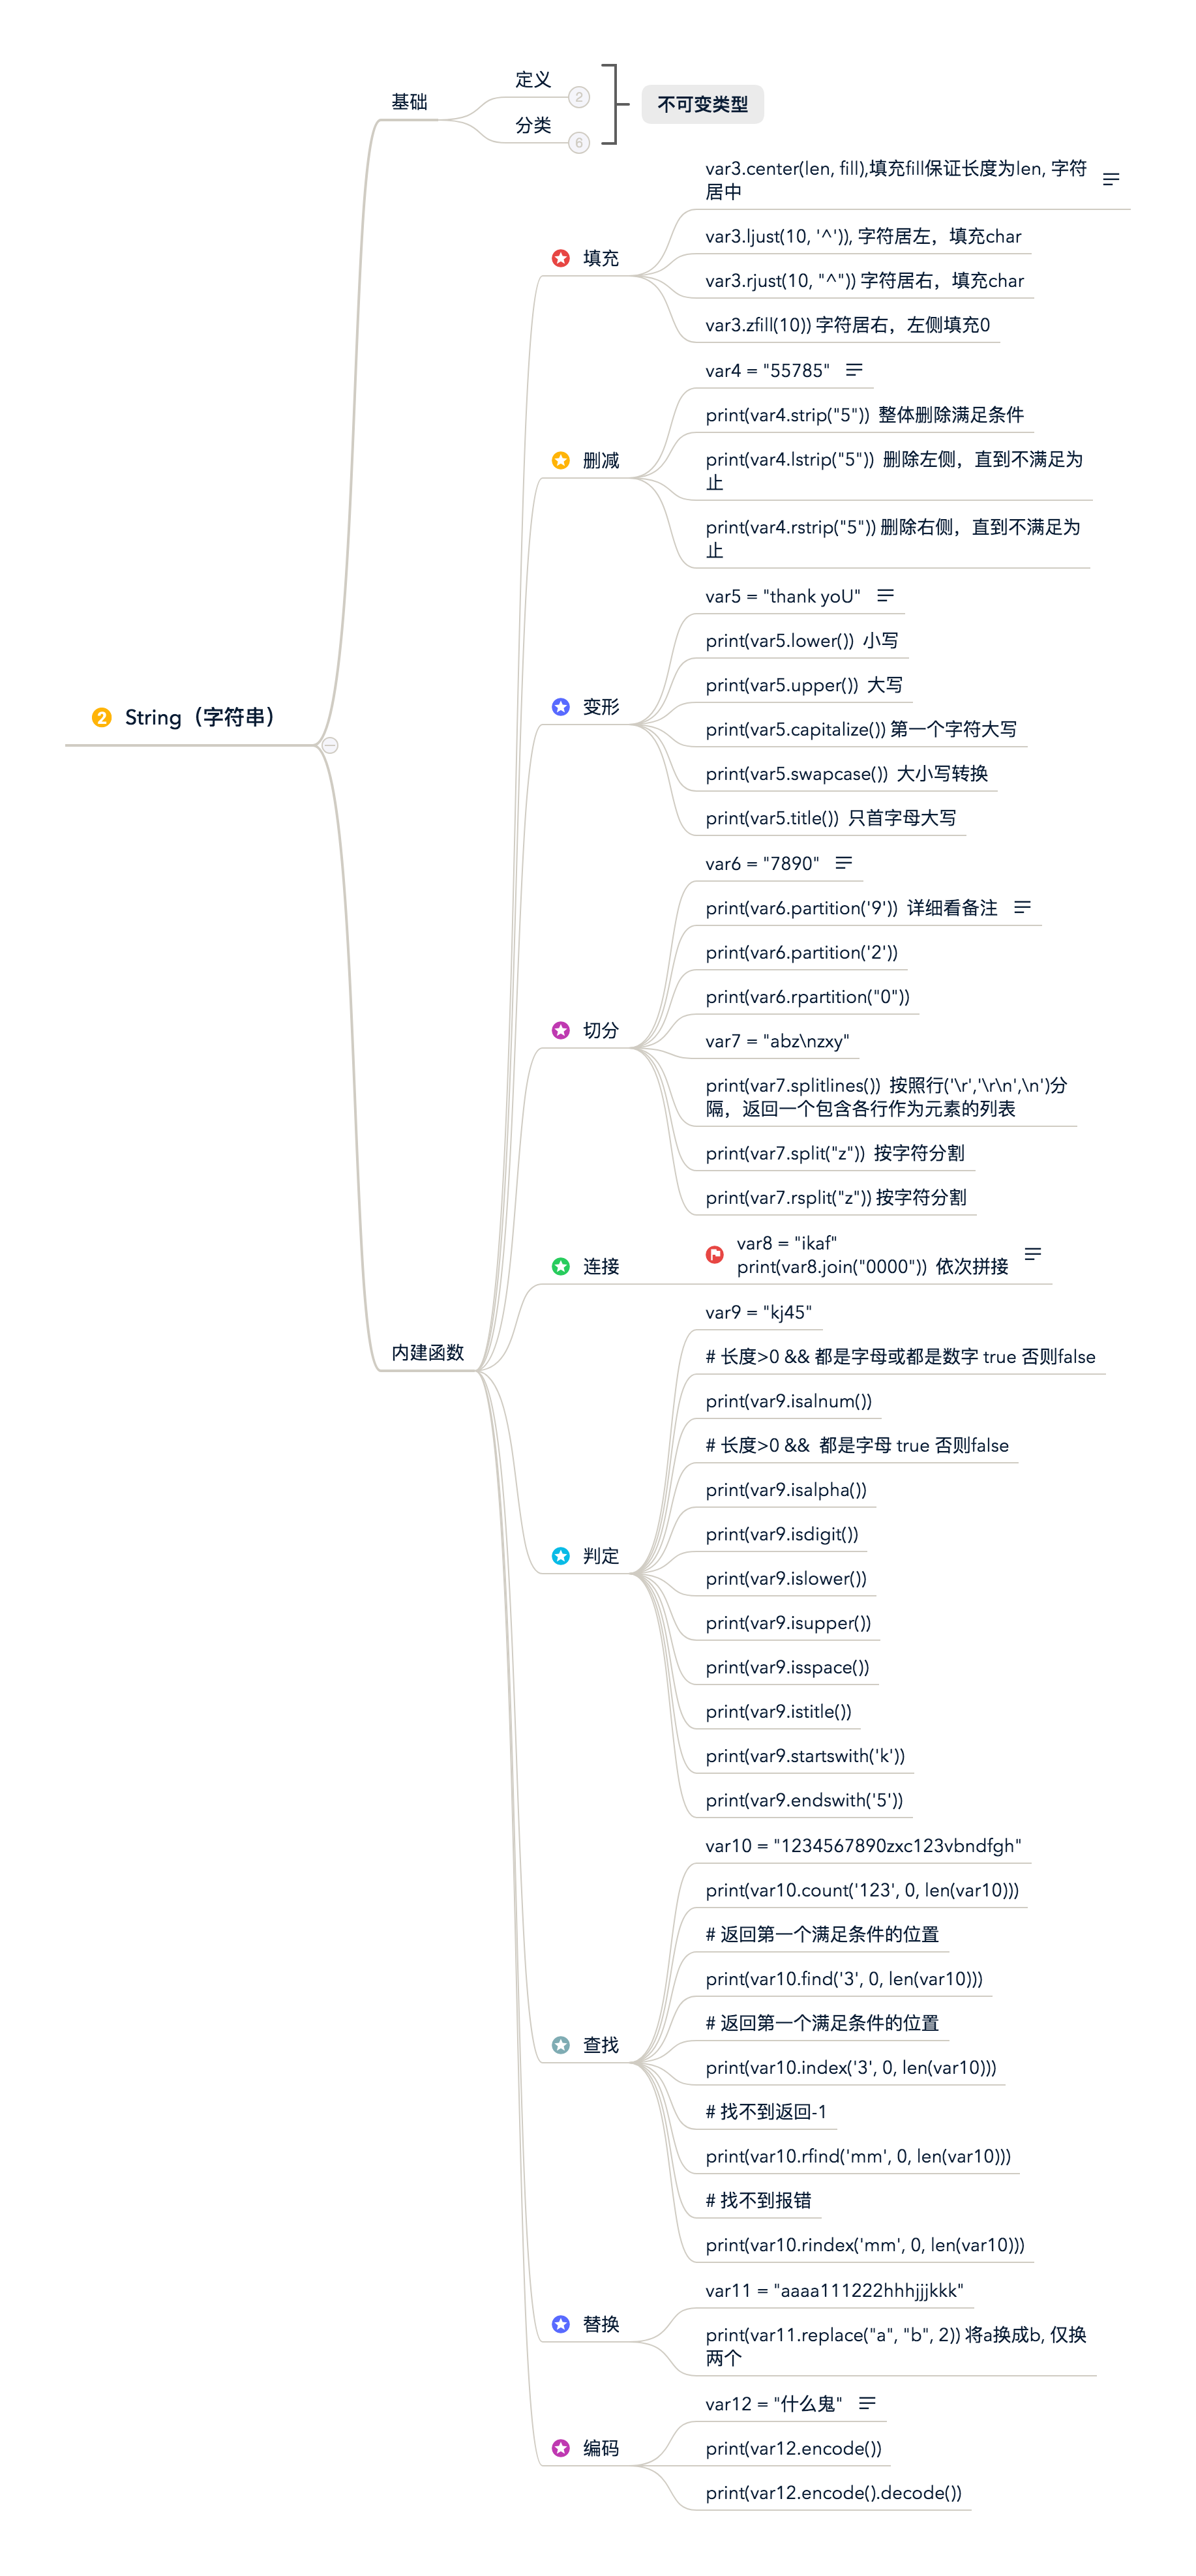 定义
2
基础
不可变类型
分类
6
var3.center(len, fill),填充fill保证长度为len, 字符
居中
var3.ljust(10, '^')), 字符居左，填充char
填充
var3.rjust(10, "^")) 字符居右，填充char
var3.zfill(10)) 字符居右，左侧填充0
var4 = "55785"
print(var4.strip("5")) 整体删除满足条件
删减
print(var4.lstrip("5")) 删除左侧，直到不满足为
止
print(var4.rstrip("5")) 删除右侧，直到不满足为
止
var5 = "thank yoU"
print(var5.lower()) 小写
print(var5.upper()) 大写
变形
2 String（字符串）
print(var5.capitalize()) 第一个字符大写
print(var5.swapcase()) 大小写转换
print(var5.title()) 只首字母大写
var6 = "7890"
print(var6.partition('9')) 详细看备注
print(var6.partition('2'))
print(var6.rpartition("0"))
切分
var7 = "abz\nzxy"
print(var7.splitlines()) 按照行('\r','\r\n',\n')分
隔，返回一个包含各行作为元素的列表
print(var7.split("z")) 按字符分割
print(var7.rsplit("z")) 按字符分割
连接
var8 = "ikaf"
print(var8.join("0000")) 依次拼接
var9 = "kj45"
内建函数
# 长度>0 && 都是字母或都是数字 true 否则false
print(var9.isalnum())
# 长度>0 && 都是字母 true 否则false
print(var9.isalpha())
print(var9.isdigit())
判定
print(var9.islower())
print(var9.isupper())
print(var9.isspace())
print(var9.istitle())
print(var9.startswith('k'))
print(var9.endswith('5'))
var10 = "1234567890zxc123vbndfgh"
print(var10.count('123', 0, len(var10)))
# 返回第一个满足条件的位置
print(var10.find('3', 0, len(var10)))
# 返回第一个满足条件的位置
查找
print(var10.index('3', 0, len(var10)))
# 找不到返回-1
print(var10.rfind('mm', 0, len(var10)))
# 找不到报错
print(var10.rindex('mm', 0, len(var10)))
var11 = "aaaa111222hhhjjjkkk"
替换
print(var11.replace("a", "b", 2)) 将a换成b, 仅换
两个
var12 = "什么鬼"
编码
print(var12.encode())
print(var12.encode().decode())